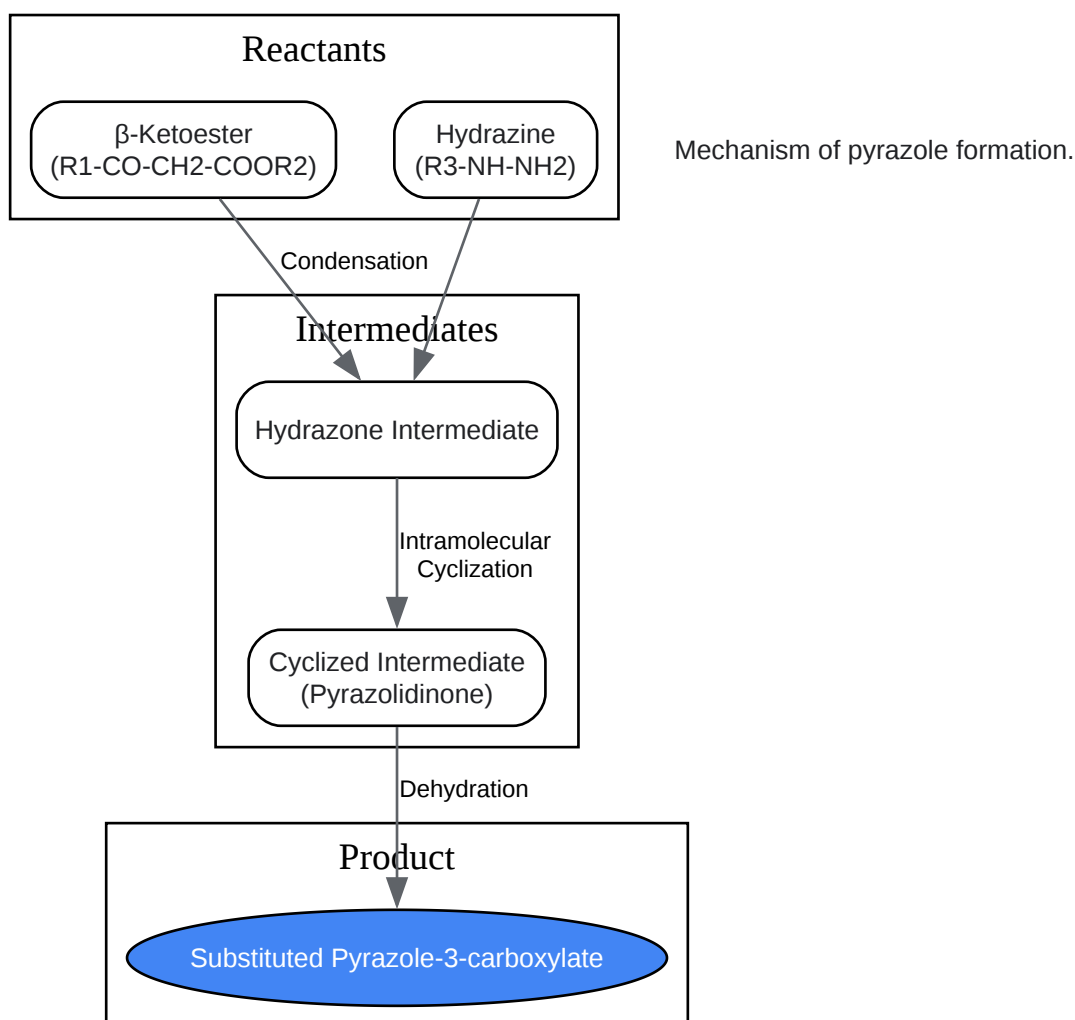 Reactants
β-Ketoester
(R1-CO-CH2-COOR2)
Hydrazine
(R3-NH-NH2)
Mechanism of pyrazole formation.
Condensation
Intermediates
Hydrazone Intermediate
Intramolecular
Cyclization
Cyclized Intermediate
(Pyrazolidinone)
Dehydration
Product
Substituted Pyrazole-3-carboxylate